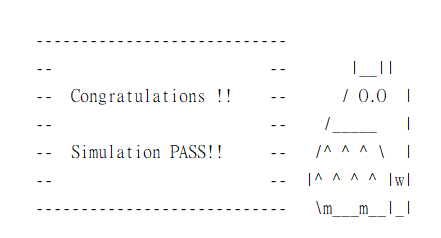 ----------------------------
--                        --       |__||
--  Congratulations !!    --      / O.O  |
--                        --    /_____   |
--  Simulation PASS!!     --   /^ ^ ^ \  |
--                        --  |^ ^ ^ ^ |w|
----------------------------   \m___m__|_|